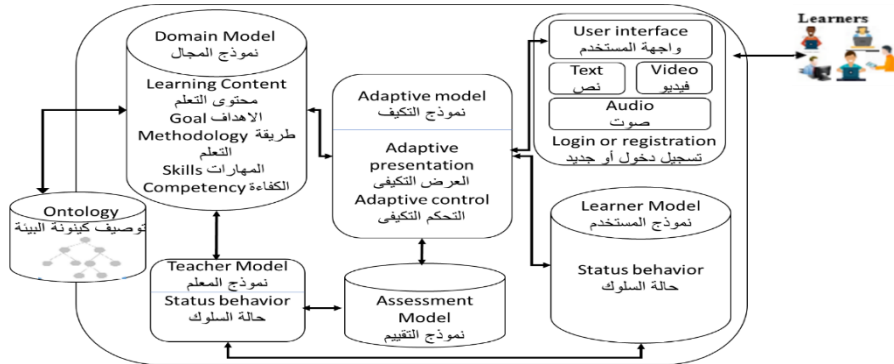 Learners
Domain Model
نموذج المجال
Learning Content
محتوى التعلم
Goal الاهداف
Methodology طريقة
التعلم
Skills المهارات
Competency الكفاءة
Ontology
توصيف كينونة البيئة
Teacher Model
نموذج المعلم
Status behavior
حالة السلوك
Adaptive model
نموذج التكيف
Adaptive
presentation
العرض التكيفى
Adaptive control
التحكم التكيفى
Assessment
Model
نموذج التقييم
User interface
واجهة المستخدم
Text
نص
Video
فيديو
Audio
صوت
Login or registration
تسجيل دخول أو جديد
Learner Model
نموذج المستخدم
Status behavior
حالة السلوك